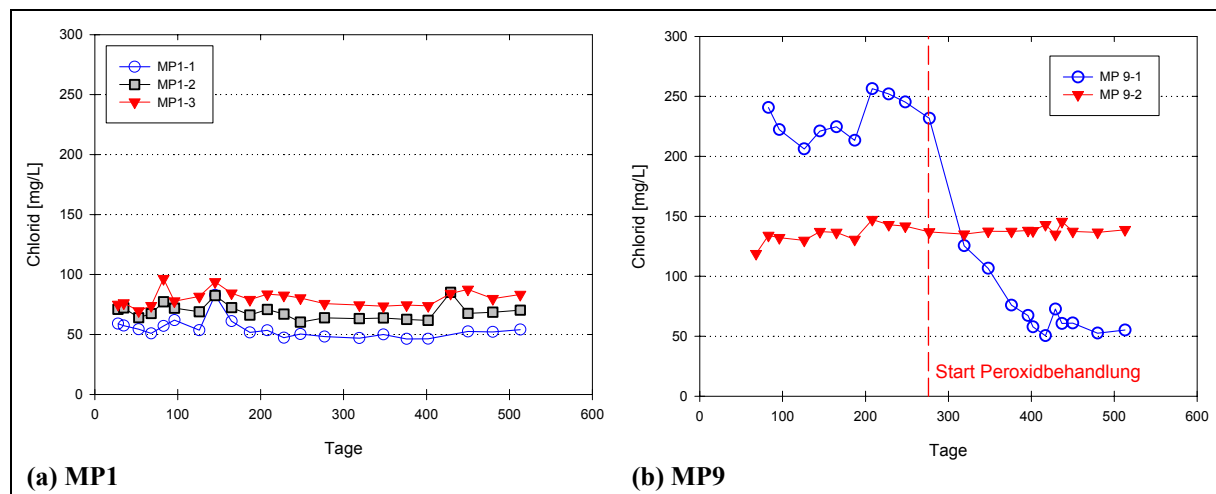 300
250
200
150
100
50
0
Chlorid [mg/L]
MP1-1
MP1-2
MP1-3
0 100 200 300 400 500 600
Tage
(a) MP1
300
250
200
150
100
50
0
Chlorid [mg/L]
MP 9-1
MP 9-2
Start Peroxidbehandlung
0 100 200 300 400 500 600
Tage
(b) MP9